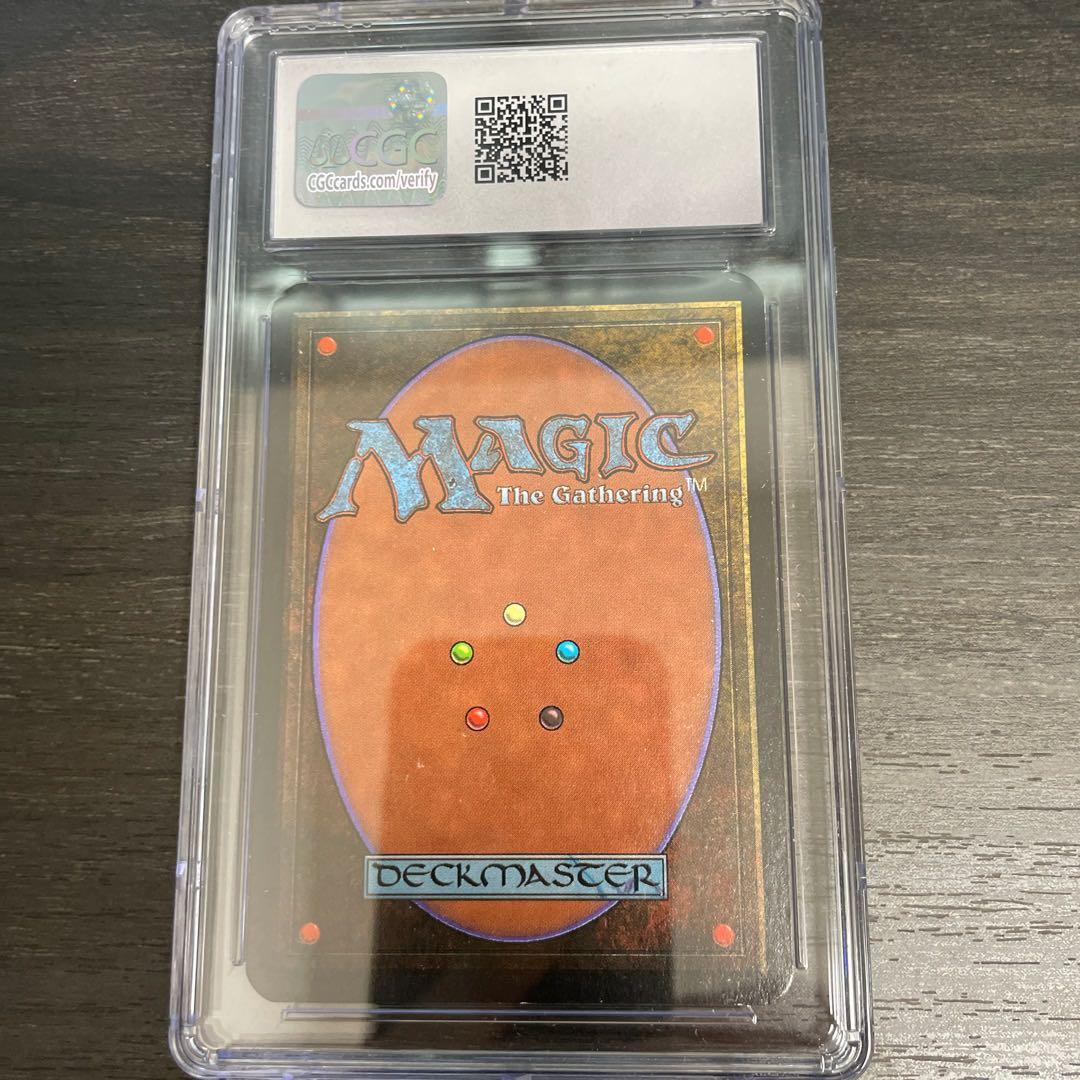 CGC
CGCcards.com/verify
MAGIC
The Gathering™
DECKMASTER